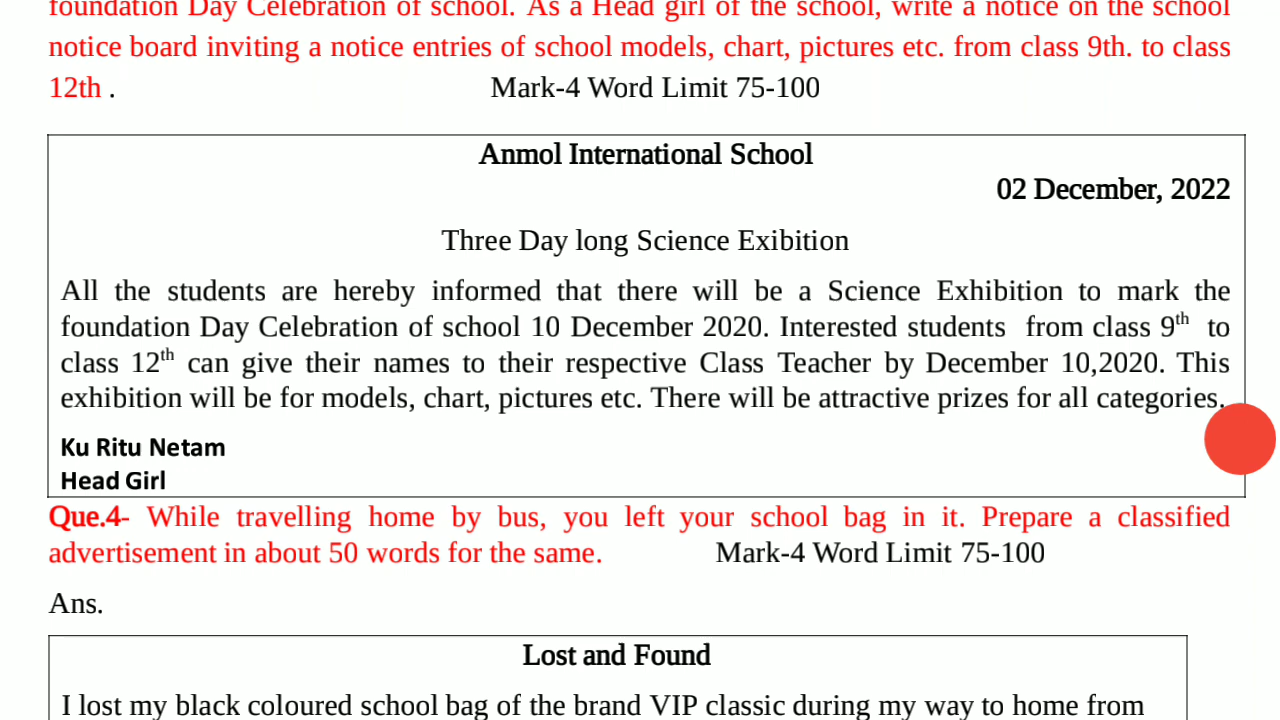 foundation Day Celebration of school. As a Head girl of the school, write a notice on the school
notice board inviting a notice entries of school models, chart, pictures etc. from class 9th. to class
12th . Mark-4 Word Limit 75-100
Anmol International School
02 December, 2022
Three Day long Science Exibition
All the students are hereby informed that there will be a Science Exhibition to mark the
foundation Day Celebration of school 10 December 2020. Interested students from class 9th to
class 12th can give their names to their respective Class Teacher by December 10,2020. This
exhibition will be for models, chart, pictures etc. There will be attractive prizes for all categories.
Ku Ritu Netam
Head Girl
Que.4- While travelling home by bus, you left your school bag in it. Prepare a classified
advertisement in about 50 words for the same. Mark-4 Word Limit 75-100
Ans.
Lost and Found
I lost my black coloured school bag of the brand VIP classic during my way to home from